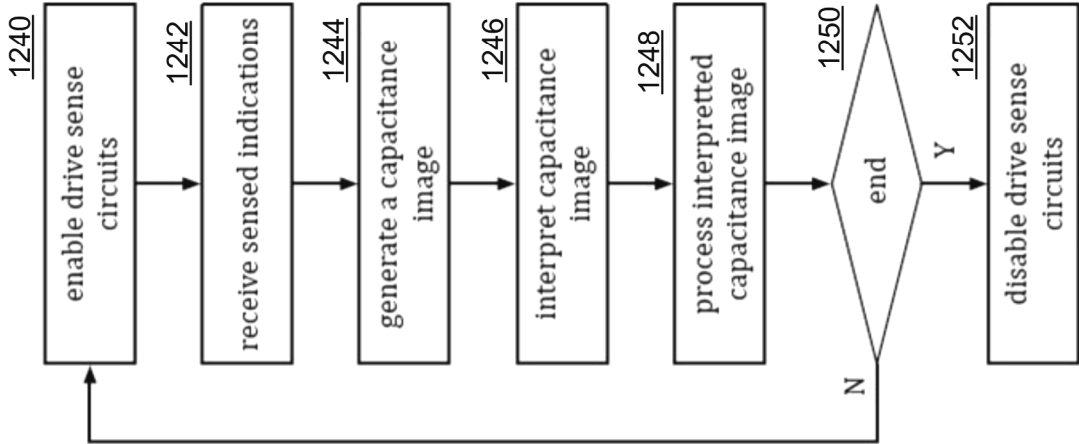 1240
enable drive sense
circuits
1242
receive sensed indications
1244
generate a capacitance
image
1246
interpret capacitance
image
1248
process interpretted
capacitance image
1250
end
N
Y
1252
disable drive sense
circuits